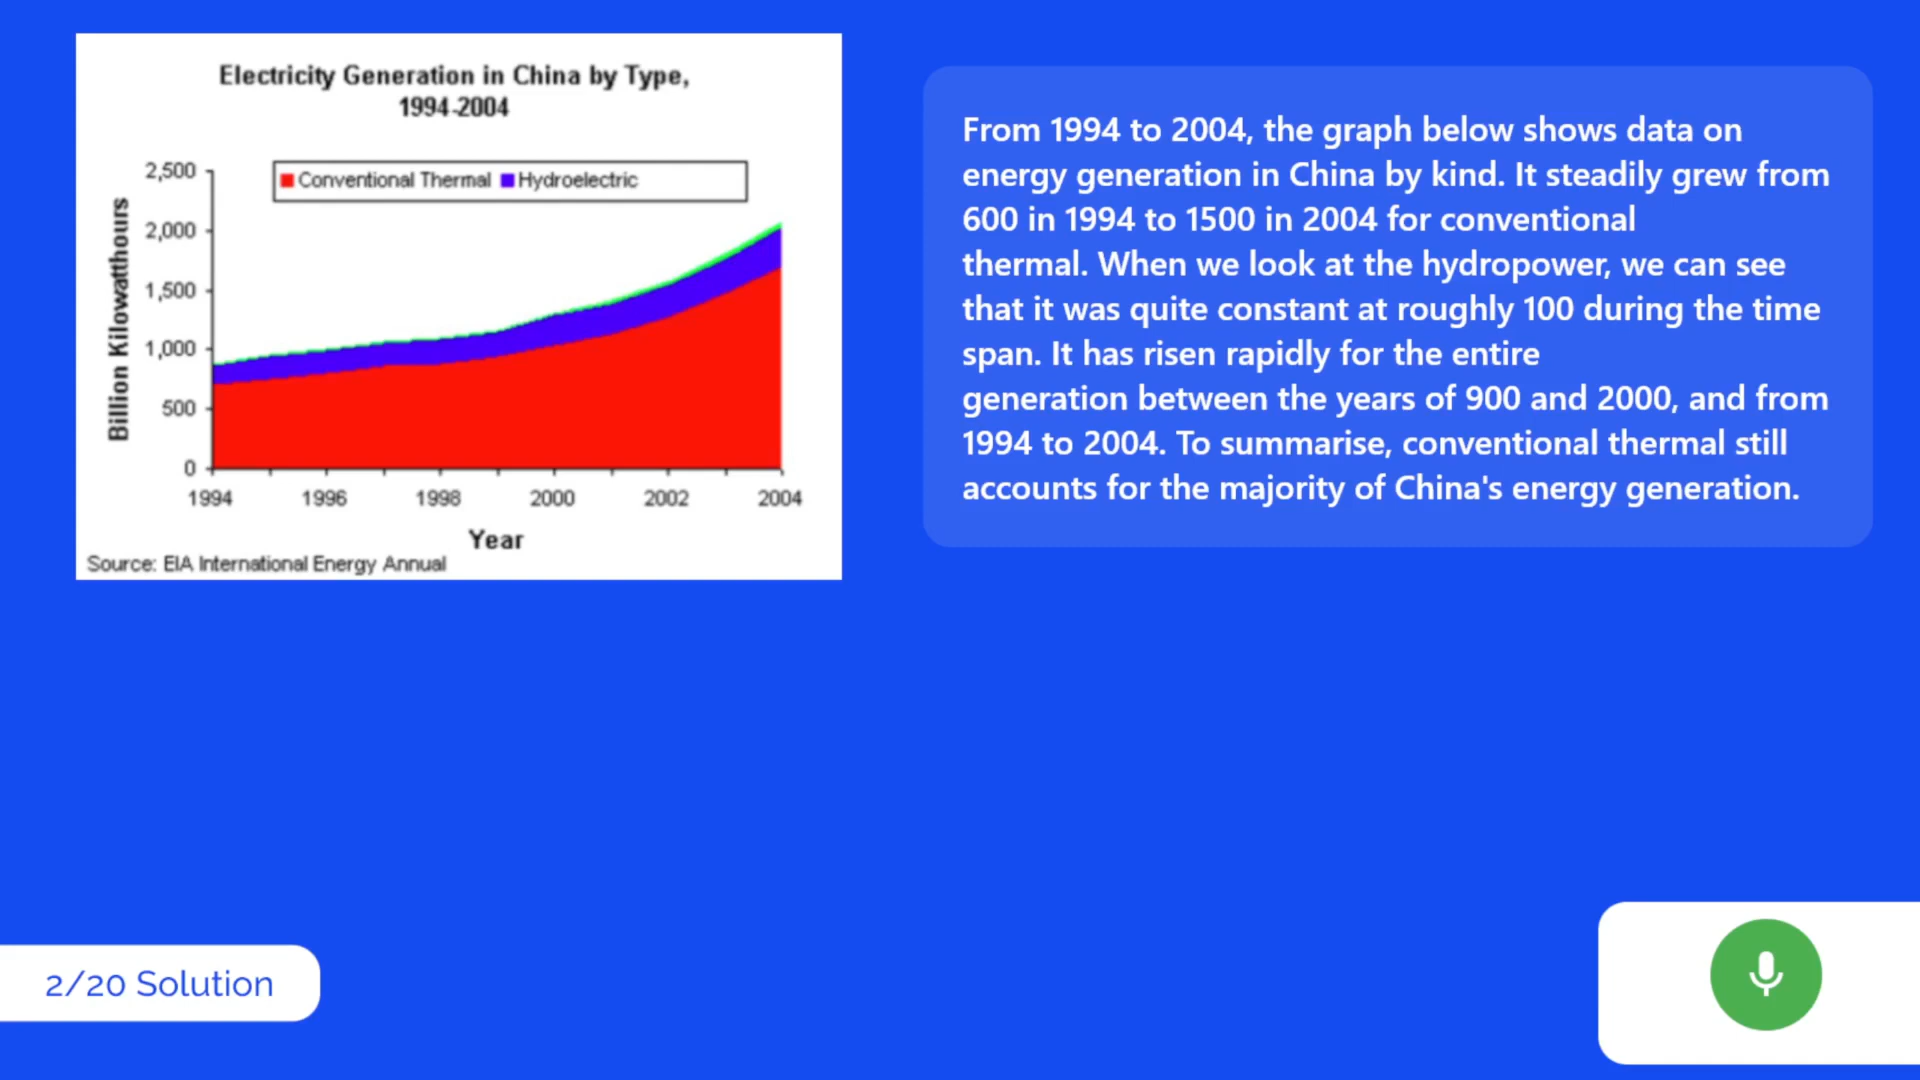 Electricity Generation in China by Type,
1994-2004
Conventional Thermal Hydroelectric
Billion Kilowatthours
2,500
2,000
1,500
1,000
500
0
1994 1996 1998 2000 2002 2004
Year
Source: EIA International Energy Annual
From 1994 to 2004, the graph below shows data on
energy generation in China by kind. It steadily grew from
600 in 1994 to 1500 in 2004 for conventional
thermal. When we look at the hydropower, we can see
that it was quite constant at roughly 100 during the time
span. It has risen rapidly for the entire
generation between the years of 900 and 2000, and from
1994 to 2004. To summarise, conventional thermal still
accounts for the majority of China's energy generation.
2/20 Solution